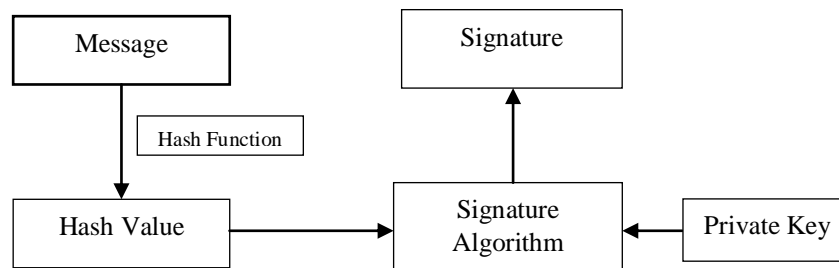 Message
Signature
Hash Function
Hash Value
Signature
Algorithm
Private Key